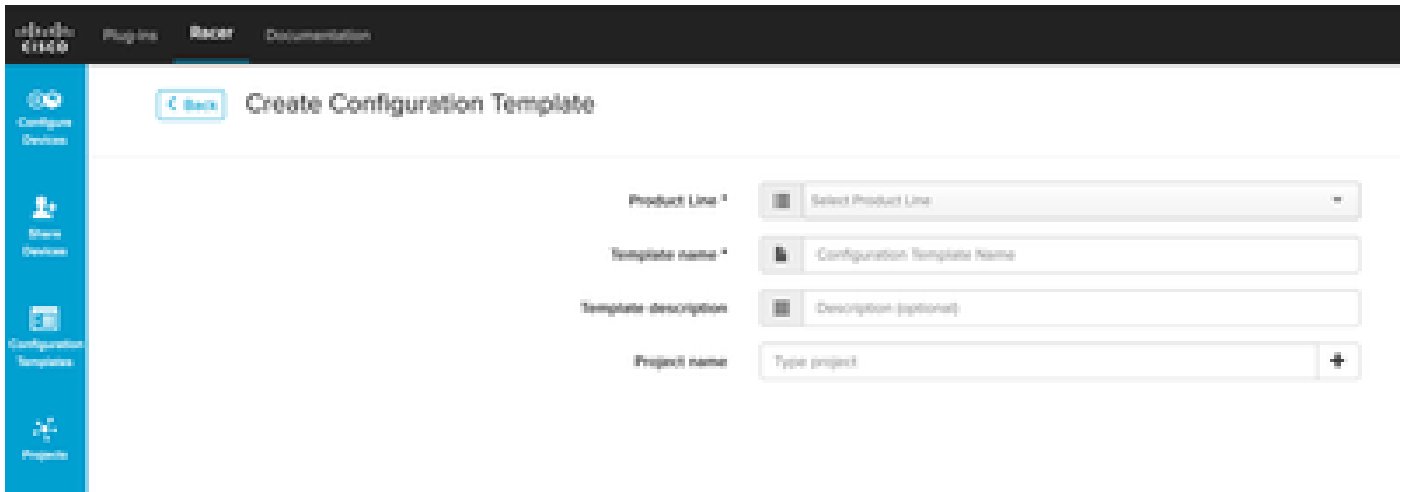 CISCO
Plug-ins Racer Documentation
Configure
Devices
Share
Devices
Configuration
Templates
Projects
Back
Create Configuration Template
Product Line *
Select Product Line
Template name *
Configuration Template Name
Template description
Description (optional)
Project name
Type project